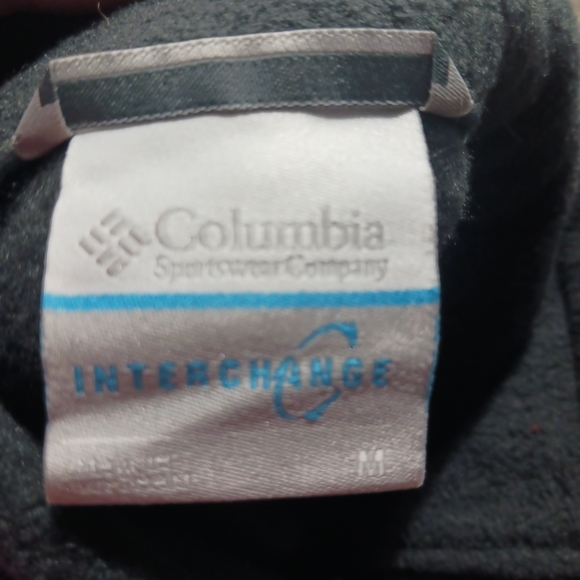 Columbia
Sportswear Company
INTERCHANGE
M